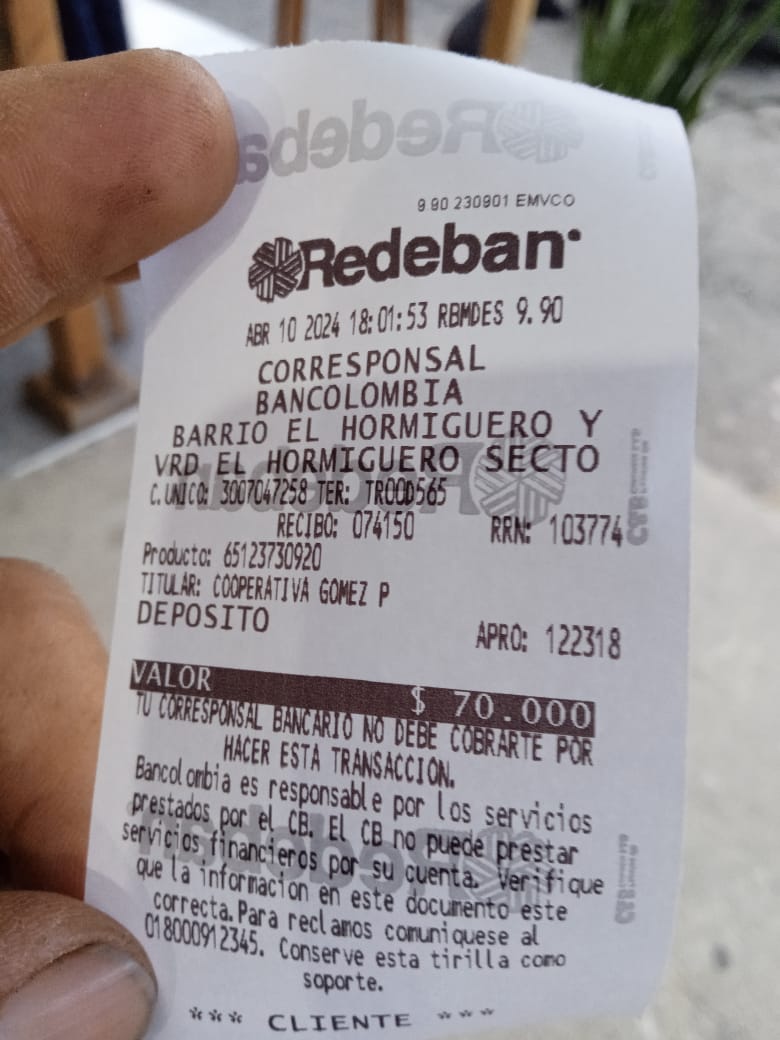 9.90 230901 EMVCO
Redeban
ABR 10 2024 18:01:53 RBMDES 9.90
CORRESPONSAL
BANCOLOMBIA
BARRIO EL HORMIGUERO Y
VRD EL HORMIGUERO SECTO
C. UNICO: 3007047258 TER: TR00D565
RECIBO: 074150 RRN: 103774
Producto: 65123730920
TITULAR: COOPERATIVA GOMEZ P
DEPOSITO
APRO: 122318
VALOR $ 70.000
TU CORRESPONSAL BANCARIO NO DEBE COBRARTE POR
HACER ESTA TRANSACCION.
Bancolombia es responsable por los servicios
prestados por el CB. EL CB no puede prestar
servicios financieros por su cuenta. Verifique
que la informacion en este documento este
correcta. Para reclamos comuniquese al
018000912345. Conserve esta tirilla como
soporte.
*** CLIENTE ***